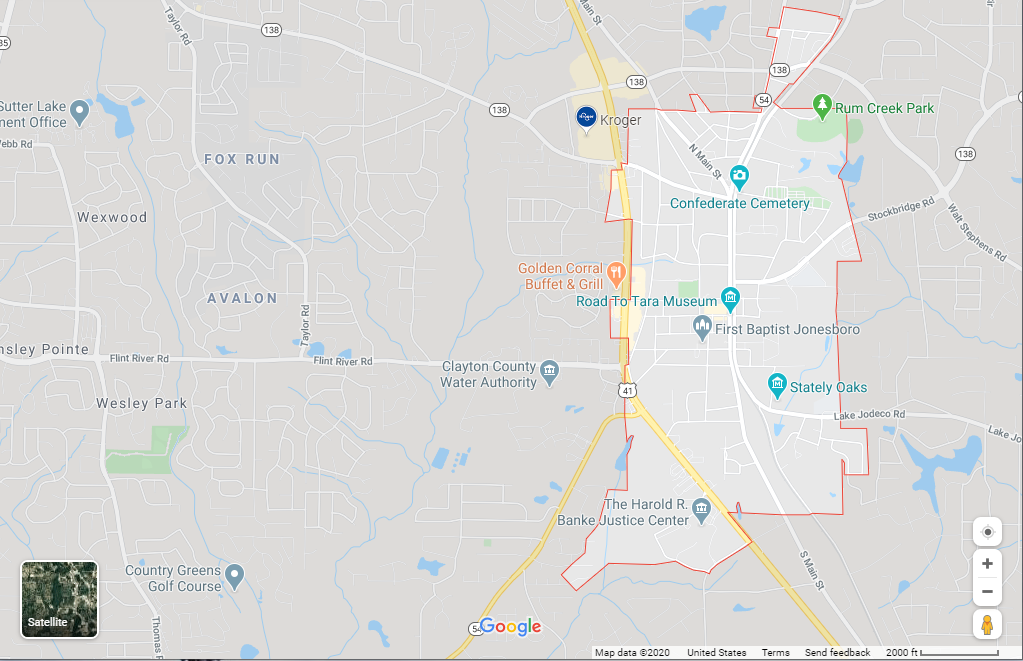 Main St
Taylor Rd
138
85
138
138
54
138
Sutter Lake
ment Office
Kroger
Rum Creek Park
Webb Rd
N Main St
138
FOX RUN
Confederate Cemetery
Wexwood
Stockbridge Rd
Walt Stephens Rd
Golden Corral
Buffet & Grill
AVALON
Road To Tara Museum
Taylor Rd
First Baptist Jonesboro
nsley Pointe
Flint River Rd
Flint River Rd
Clayton County
Water Authority
41
Stately Oaks
Wesley Park
Lake Jodeco Rd
Lake Jo
The Harold R.
Banke Justice Center
S Main St
Country Greens
Golf Course
Satellite
Thomas R
54
Google
Map data ©2020 United States Terms Send feedback 2000 ft